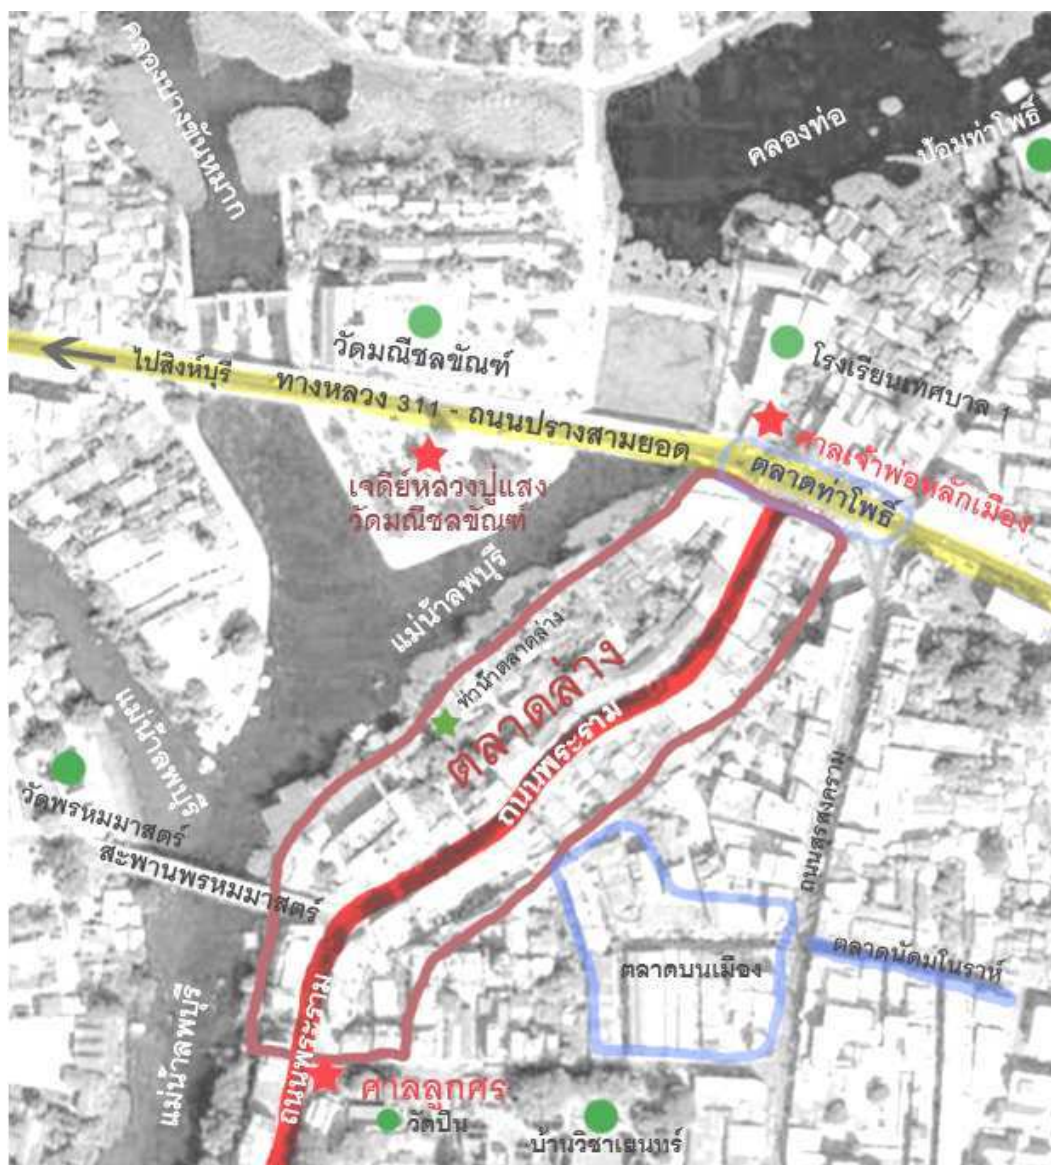 คลองบางขันหมาก
คลองท่อ
ป้อมท่าโพธิ์
วัดมณีชลขัณฑ์
โรงเรียนเทศบาล 1
ไปสิงห์บุรี
ทางหลวง 311 - ถนนปรางสามยอด
ศาลเจ้าพ่อหลักเมือง
ตลาดท่าโพธิ์
เจดีย์หลวงปู่แสง
วัดมณีชลขัณฑ์
แม่น้ำลพบุรี
ท่าน้ำตลาดล่าง
ตลาดล่าง
ถนนพระราม
แม่น้ำลพบุรี
วัดพรหมมาสตร์
สะพานพรหมมาสตร์
ถนนสุรสงคราม
ตลาดบนเมือง
ตลาดนัดมโนราห์
แม่น้ำลพบุรี
ถนนพระราม
ศาลลูกศร
วัดปืน
บ้านวิชาเยนทร์